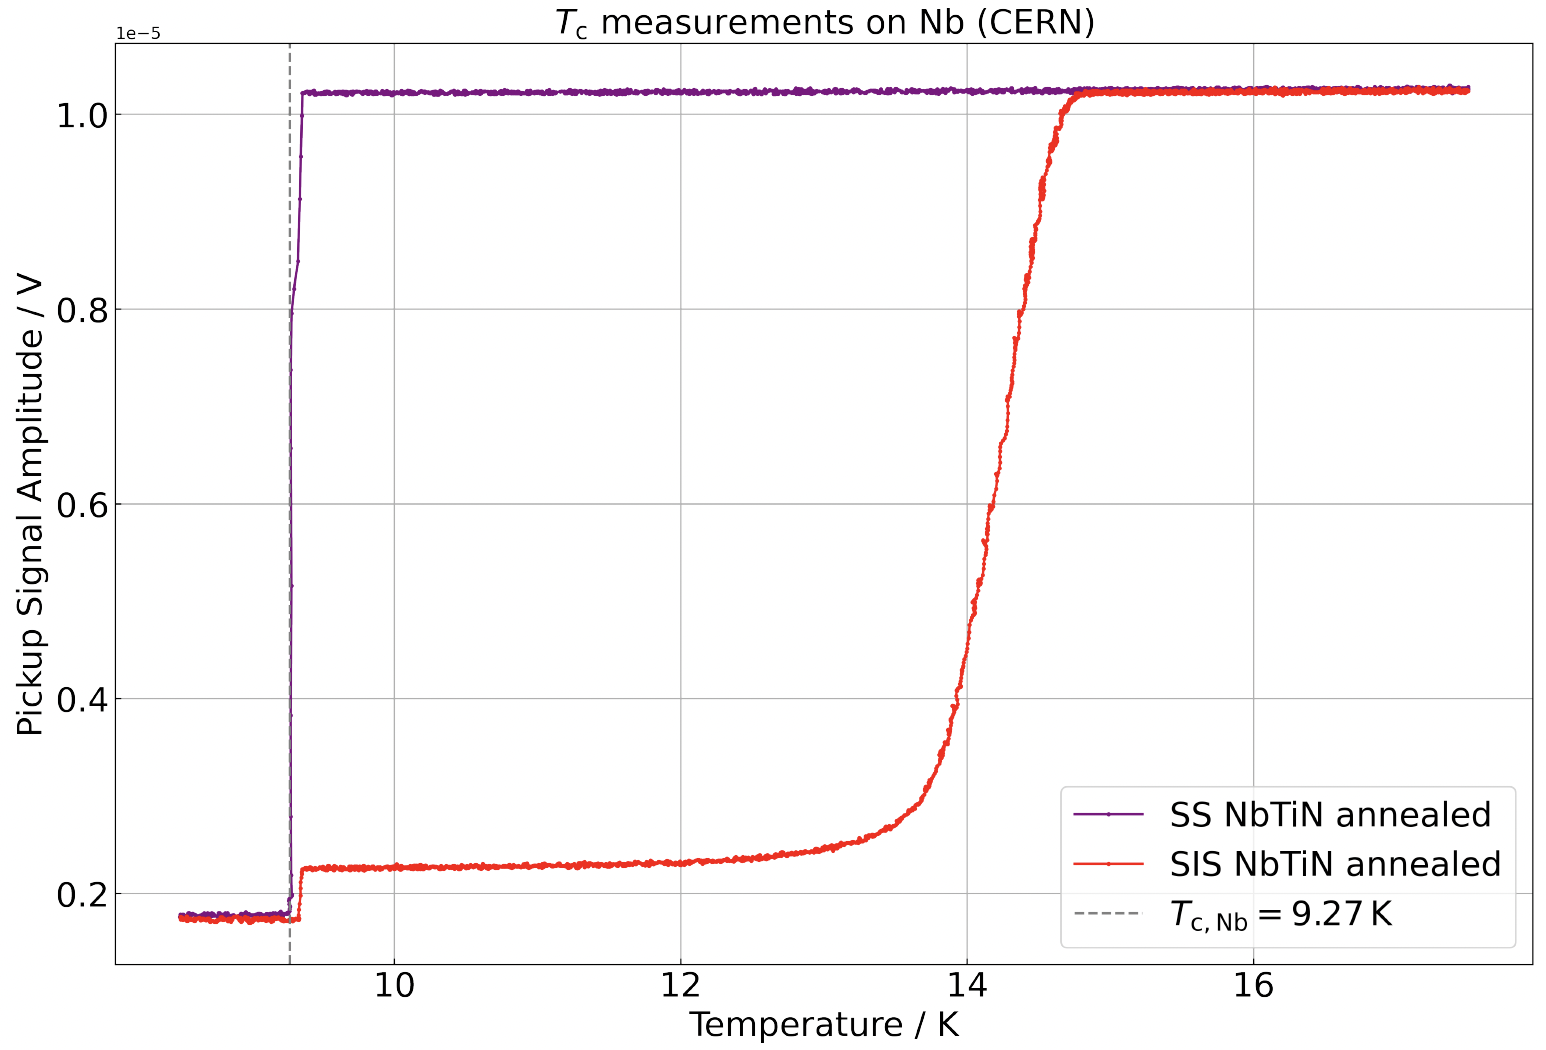 T_c measurements on Nb (CERN)
1e−5
1.0
0.8
0.6
0.4
0.2
Pickup Signal Amplitude / V
10
12
14
16
Temperature / K
SS NbTiN annealed
SIS NbTiN annealed
T_c, Nb = 9.27 K